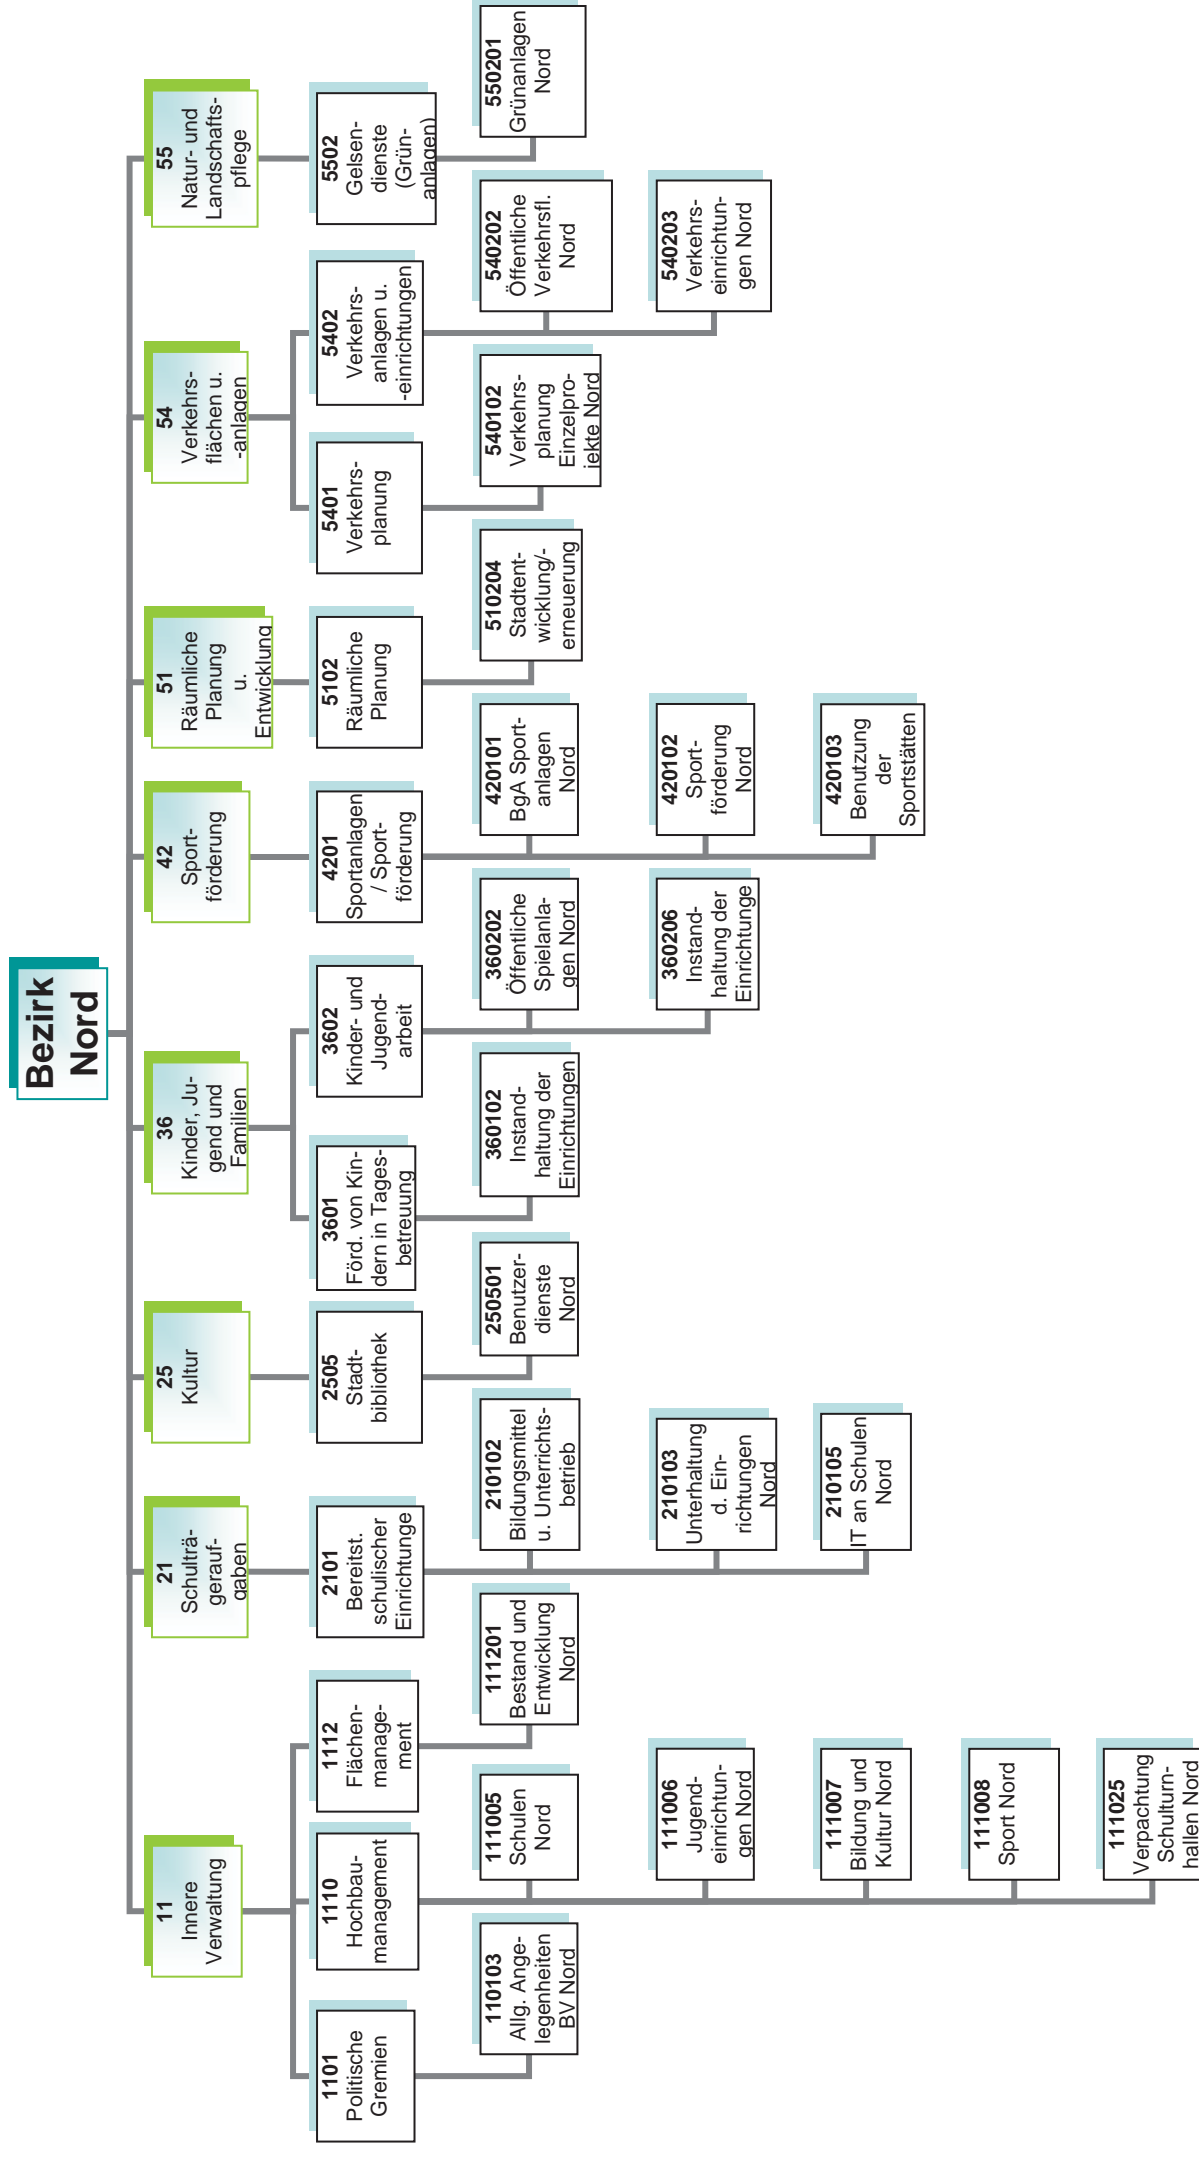 Bezirk
Nord
11
Innere
Verwaltung
21
Schulträ-
gerauf-
gaben
25
Kultur
36
Kinder, Ju-
gend und
Familien
42
Sport-
förderung
51
Räumliche
Planung
u.
Entwicklung
54
Verkehrs-
flächen u.
-anlagen
55
Natur- und
Landschafts-
pflege
1101
Politische
Gremien
1110
Hochbau-
management
1112
Flächen-
manage-
ment
2101
Bereitst.
schulischer
Einrichtunge
2505
Stadt-
bibliothek
3601
Förd. von Kin-
dern in Tages-
betreuung
3602
Kinder- und
Jugend-
arbeit
4201
Sportanlagen
/ Sport-
förderung
5102
Räumliche
Planung
5401
Verkehrs-
planung
5402
Verkehrs-
anlagen u.
-einrichtungen
5502
Gelsen-
dienste
(Grün-
anlagen)
110103
Allg. Ange-
legenheiten
BV Nord
111005
Schulen
Nord
111201
Bestand und
Entwicklung
Nord
210102
Bildungsmittel
u. Unterrichts-
betrieb
250501
Benutzer-
dienste
Nord
360102
Instand-
haltung der
Einrichtungen
360202
Öffentliche
Spielanla-
gen Nord
420101
BgA Sport-
anlagen
Nord
510204
Stadtent-
wicklung/-
erneuerung
540102
Verkehrs-
planung
Einzelpro-
jekte Nord
540202
Öffentliche
Verkehrsfl.
Nord
550201
Grünanlagen
Nord
111006
Jugend-
einrichtun-
gen Nord
210103
Unterhaltung
d. Ein-
richtungen
Nord
360206
Instand-
haltung der
Einrichtunge
420102
Sport-
förderung
Nord
540203
Verkehrs-
einrichtun-
gen Nord
111007
Bildung und
Kultur Nord
210105
IT an Schulen
Nord
420103
Benutzung
der
Sportstätten
111008
Sport Nord
111025
Verpachtung
Schulturn-
hallen Nord